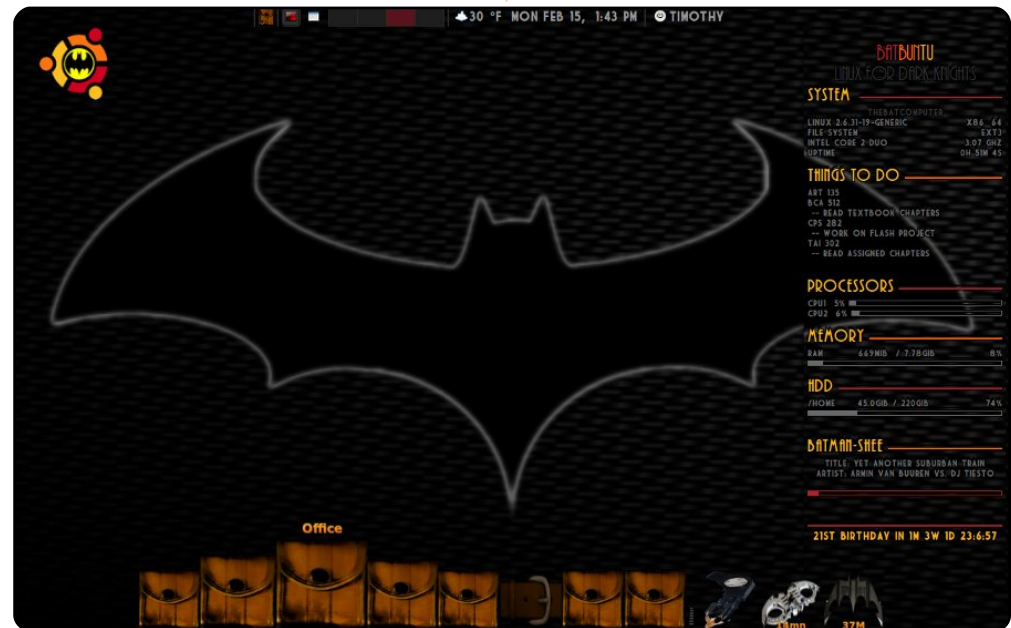 30 °F MON FEB 15, 1:43 PM TIMOTHY
BATBUNTU
LINUX FOR DARK KNIGHTS
SYSTEM
THEBATCOMPUTER
LINUX 2.6.31-19-GENERIC X86_64
FILE SYSTEM EXT3
INTEL CORE 2 DUO 3.07 GHZ
UPTIME 0H 51M 4S
THINGS TO DO
ART 135
BCA 512
-- READ TEXTBOOK CHAPTERS
CPS 282
-- WORK ON FLASH PROJECT
TAI 302
-- READ ASSIGNED CHAPTERS
PROCESSORS
CPU1 5%
CPU2 6%
MEMORY
RAM 669MIB / 7.78GIB 8%
HDD
/HOME 45.0GIB / 220GIB 74%
BATMAN-SHEE
TITLE: YET ANOTHER SUBURBAN TRAIN
ARTIST: ARMIN VAN BUUREN VS. DJ TIESTO
21ST BIRTHDAY IN 1M 3W 1D 23:6:57
Office
37M